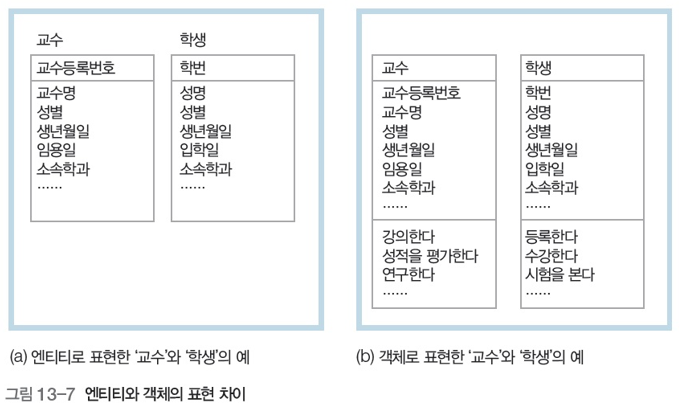 교수
교수등록번호
교수명
성별
생년월일
임용일
소속학과
……
학생
학번
성명
성별
생년월일
입학일
소속학과
……
교수
교수등록번호
교수명
성별
생년월일
임용일
소속학과
……
강의한다
성적을 평가한다
연구한다
……
학생
학번
성명
성별
생년월일
입학일
소속학과
……
등록한다
수강한다
시험을 본다
……
(a) 엔티티로 표현한 ‘교수’와 ‘학생’의 예
(b) 객체로 표현한 ‘교수’와 ‘학생’의 예
그림 13-7 엔티티와 객체의 표현 차이